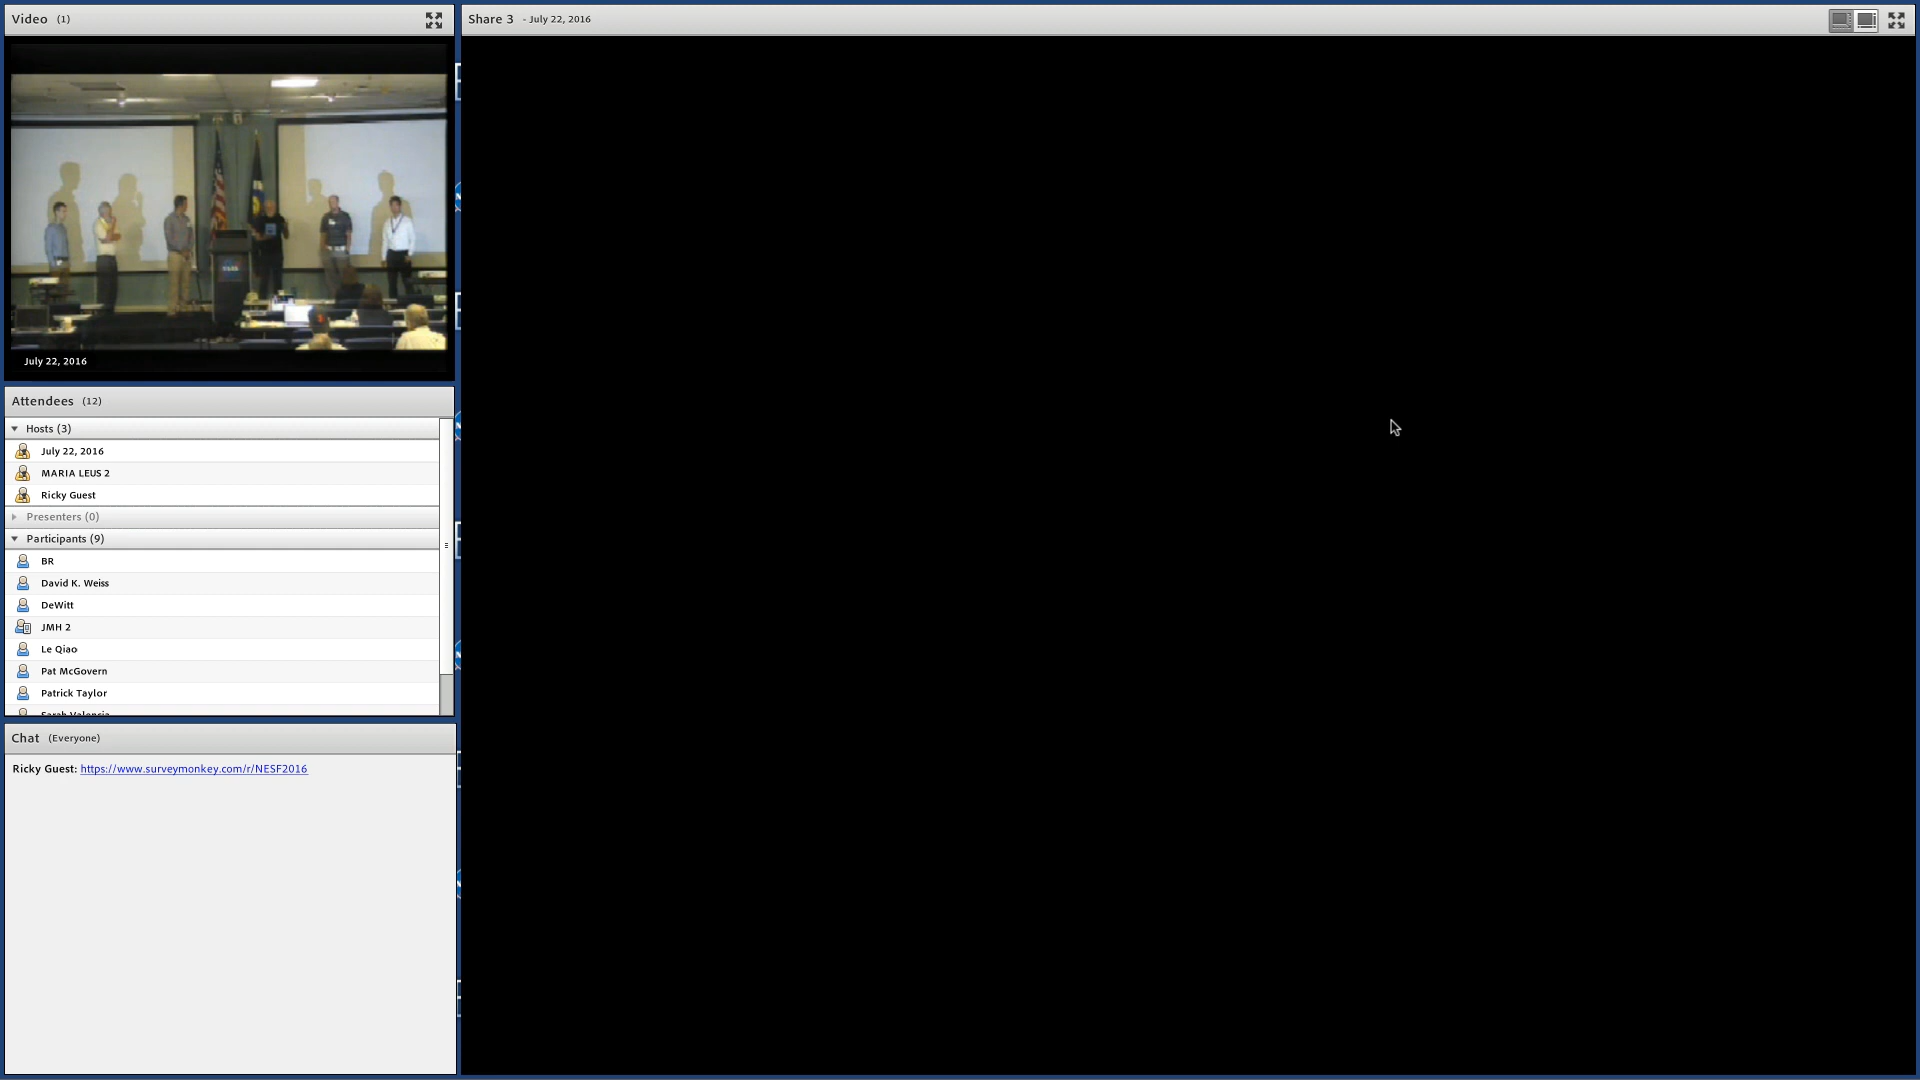 Video (1)
July 22, 2016
Attendees (12)
Hosts (3)
July 22, 2016
MARIA LEUS 2
Ricky Guest
Presenters (0)
Participants (9)
BR
David K. Weiss
DeWitt
JMH 2
Le Qiao
Pat McGovern
Patrick Taylor
Sarah Valencia
Chat (Everyone)
Ricky Guest: https://www.surveymonkey.com/r/NESF2016
Share 3 - July 22, 2016